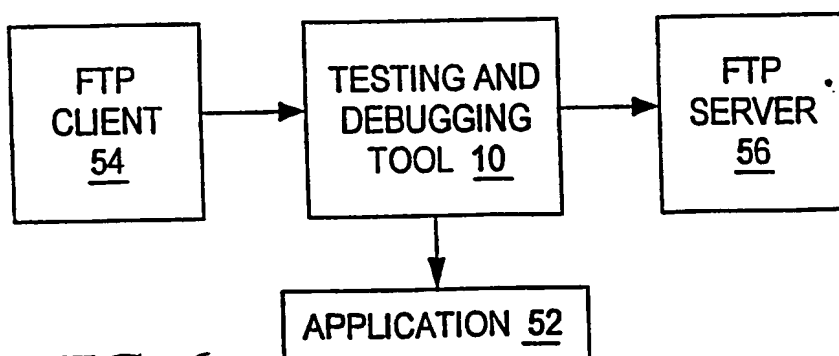 FTP
CLIENT
54
TESTING AND
DEBUGGING
TOOL 10
FTP
SERVER
56
APPLICATION 52